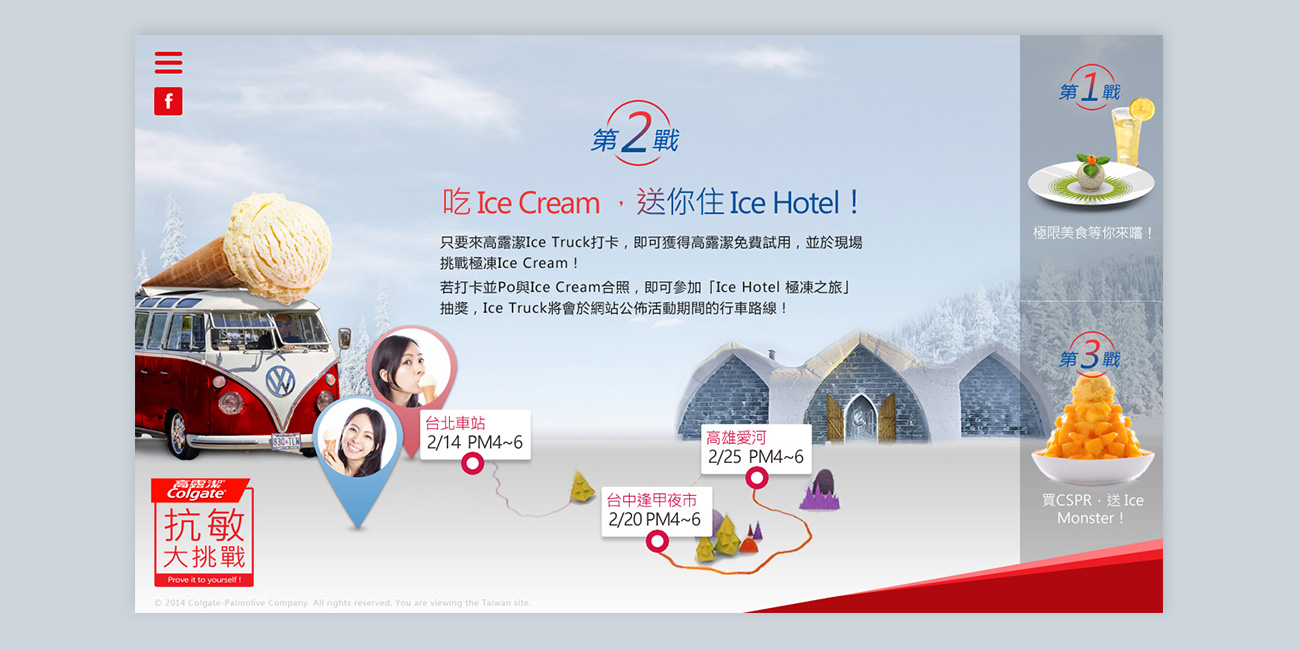 f
第2戰
吃 Ice Cream ，送你住 Ice Hotel！
只要來高露潔Ice Truck打卡，即可獲得高露潔免費試用，並於現場
挑戰極凍Ice Cream！
若打卡並Po與Ice Cream合照，即可參加「Ice Hotel 極凍之旅」
抽獎，Ice Truck將會於網站公佈活動期間的行車路線！
第1戰
極限美食等你來嚐！
第3戰
買CSPR．送 Ice
Monster！
台北車站
2/14 PM4~6
高雄愛河
2/25 PM4~6
台中逢甲夜市
2/20 PM4~6
高露潔
Colgate
抗敏
大挑戰
Prove it to yourself！
© 2014 Colgate-Palmolive Company. All rights reserved. You are viewing the Taiwan site.